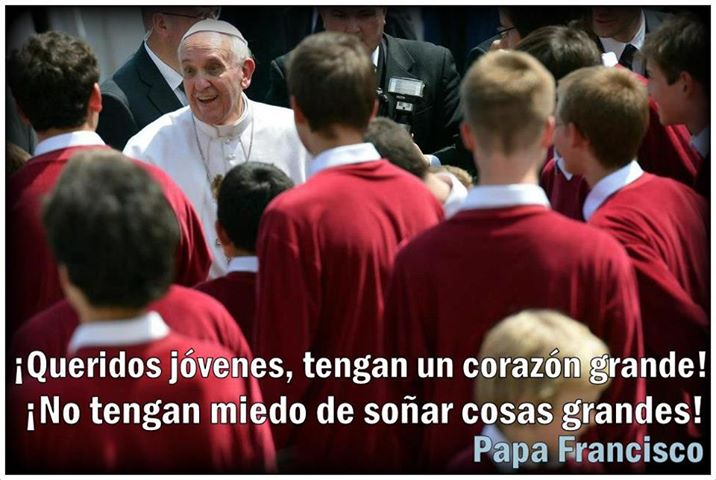 ¡Queridos jóvenes, tengan un corazón grande!
¡No tengan miedo de soñar cosas grandes!
Papa Francisco